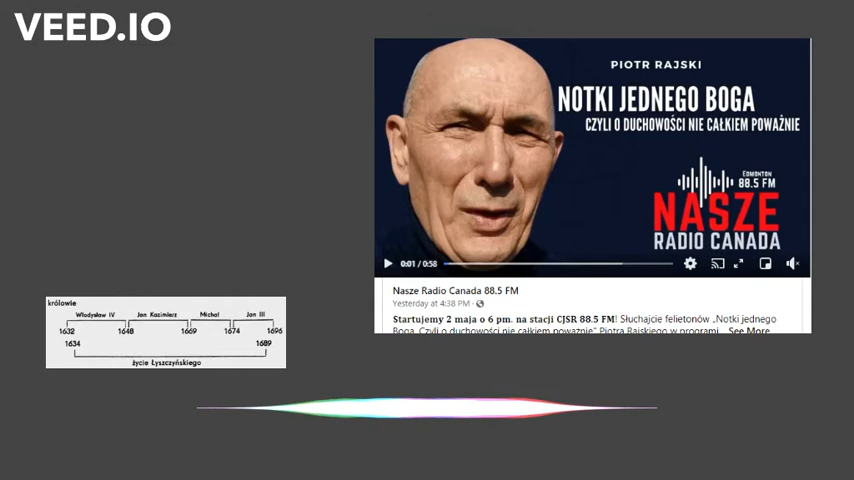 VEED.IO
PIOTR RAJSKI
NOTKI JEDNEGO BOGA
CZYLI O DUCHOWOŚCI NIE CAŁKIEM POWAŻNIE
EDMONTON
88.5 FM
NASZE
RADIO CANADA
0:01 / 0:58
Nasze Radio Canada 88.5 FM
Yesterday at 4:38 PM ·
Startujemy 2 maja o 6 pm. na stacji CJSR 88.5 FM! Słuchajcie felietonów „Notki jednego
Boga. Czyli o duchowości nie całkiem poważnie" Piotra Rajskiego w programi... See More
królowie
Władysław IV Jan Kazimierz Michał Jan III
1632 1648 1669 1674 1696
1634 1689
życie Łyszczyńskiego